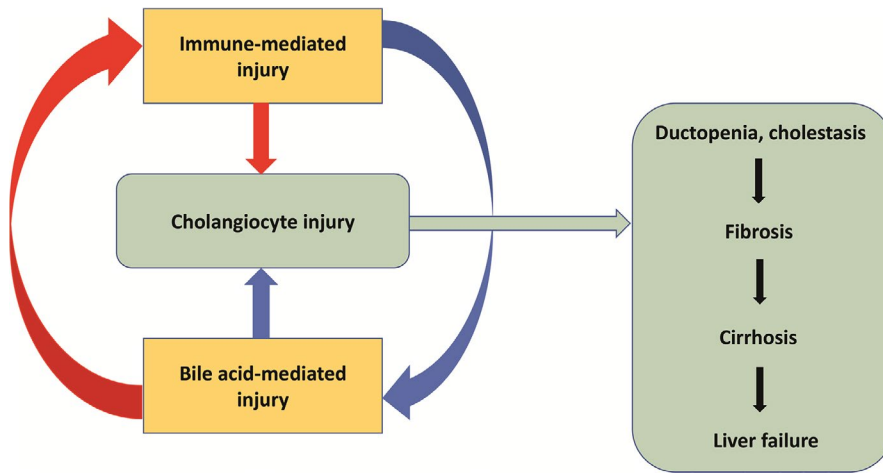 Immune-mediated
injury
Cholangiocyte injury
Bile acid-mediated
injury
Ductopenia, cholestasis
Fibrosis
Cirrhosis
Liver failure